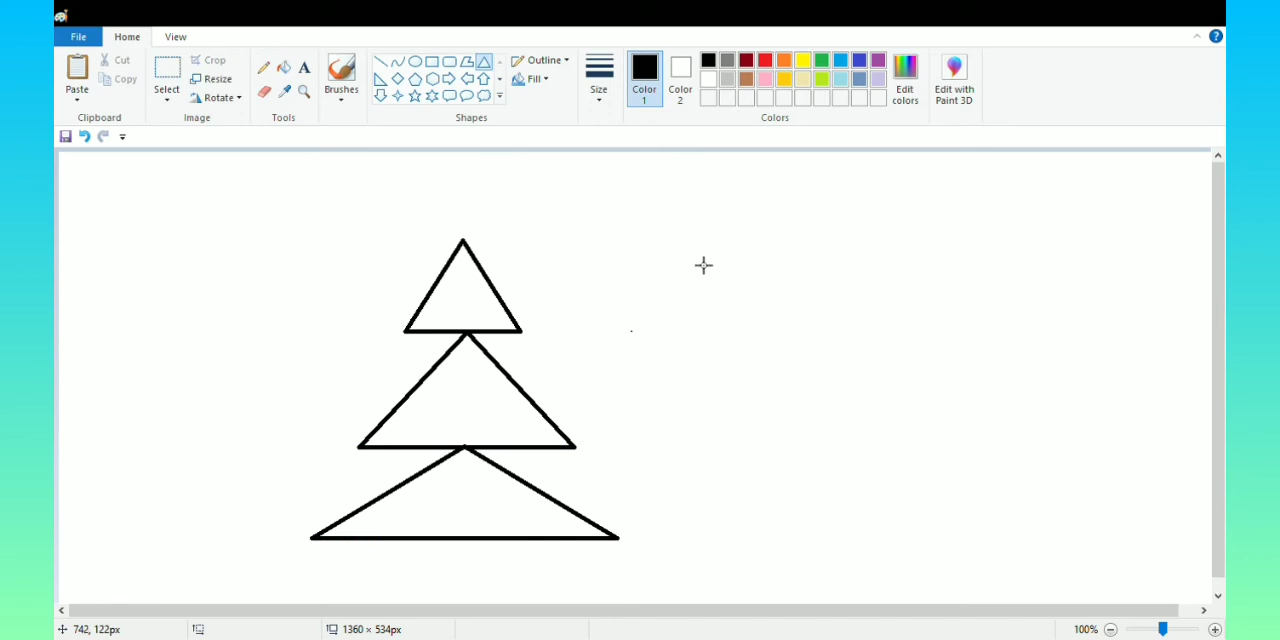 File Home View
Cut Crop Outline
Copy Resize Fill
Paste Select Rotate Brushes Size Color 1 Color 2 Edit colors Edit with Paint 3D
Clipboard Image Tools Shapes Colors
742, 122px 1360 × 534px 100%